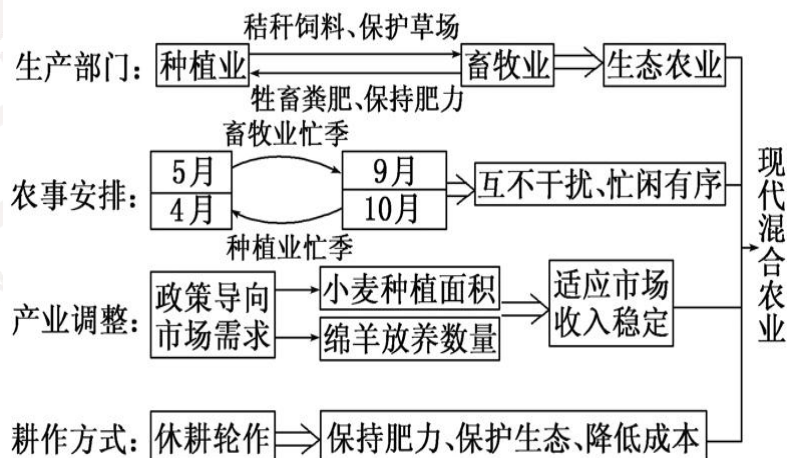 秸秆饲料、保护草场
生产部门：种植业 畜牧业 生态农业
牲畜粪肥、保持肥力
畜牧业忙季
5月 9月
农事安排： 互不干扰、忙闲有序
4月 10月
种植业忙季
产业调整：
政策导向
市场需求
小麦种植面积
绵羊放养数量
适应市场
收入稳定
耕作方式：休耕轮作 保持肥力、保护生态、降低成本
现代混合农业